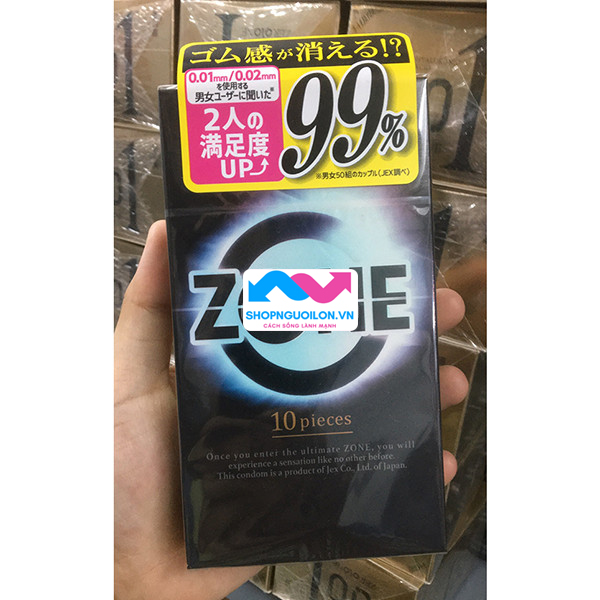 ゴム感が消える!?
0.01mm/0.02mm
を使用する
男女ユーザーに聞いた※
2人の
満足度
UP
99%
※男女50組のカップル(JEX調べ)
ZONE
SHOPNGUOILON.VN
CÁCH SỐNG LÀNH MẠNH
10 pieces
Once you enter the ultimate ZONE, you will
experience a sensation like no other before.
This condom is a product of Jex Co., Ltd. of Japan.